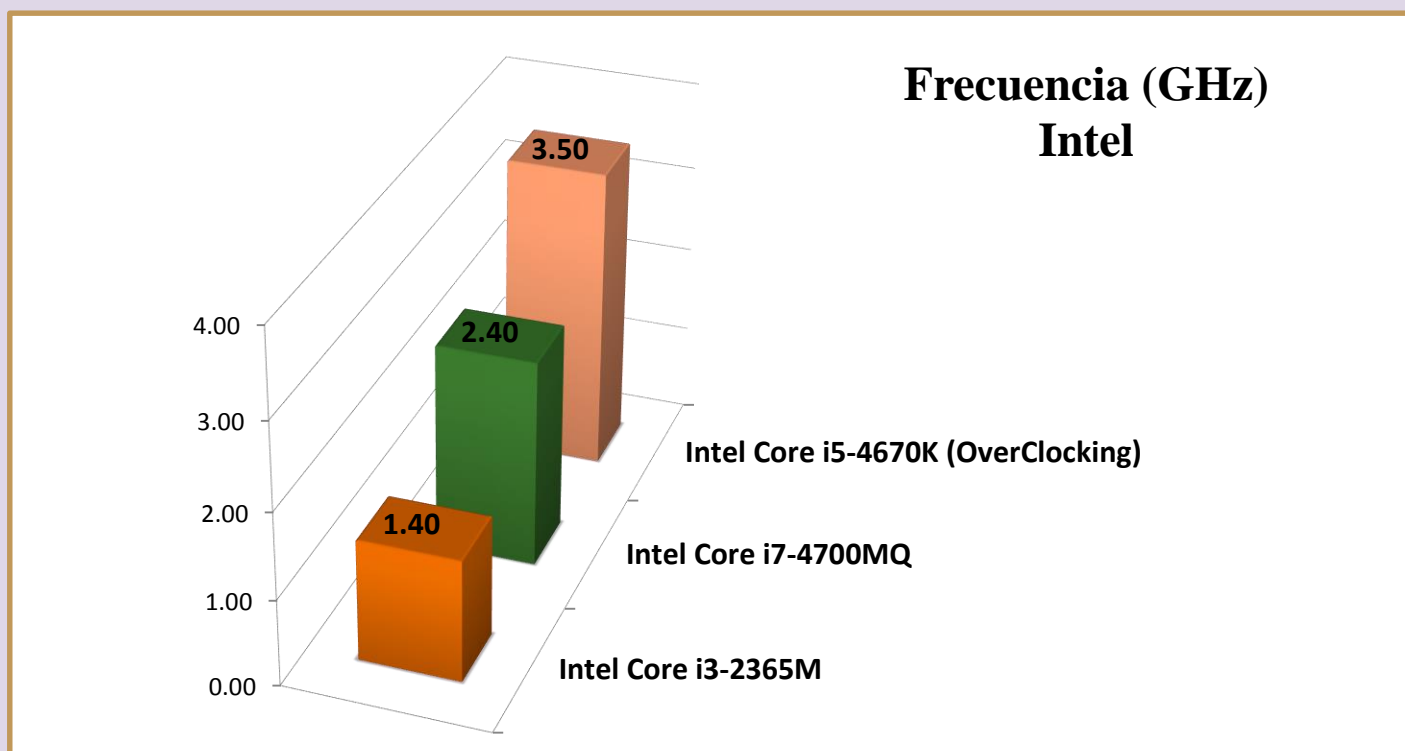 Frecuencia (GHz)
Intel
3.50
2.40
1.40
4.00
3.00
2.00
1.00
0.00
Intel Core i5-4670K (OverClocking)
Intel Core i7-4700MQ
Intel Core i3-2365M